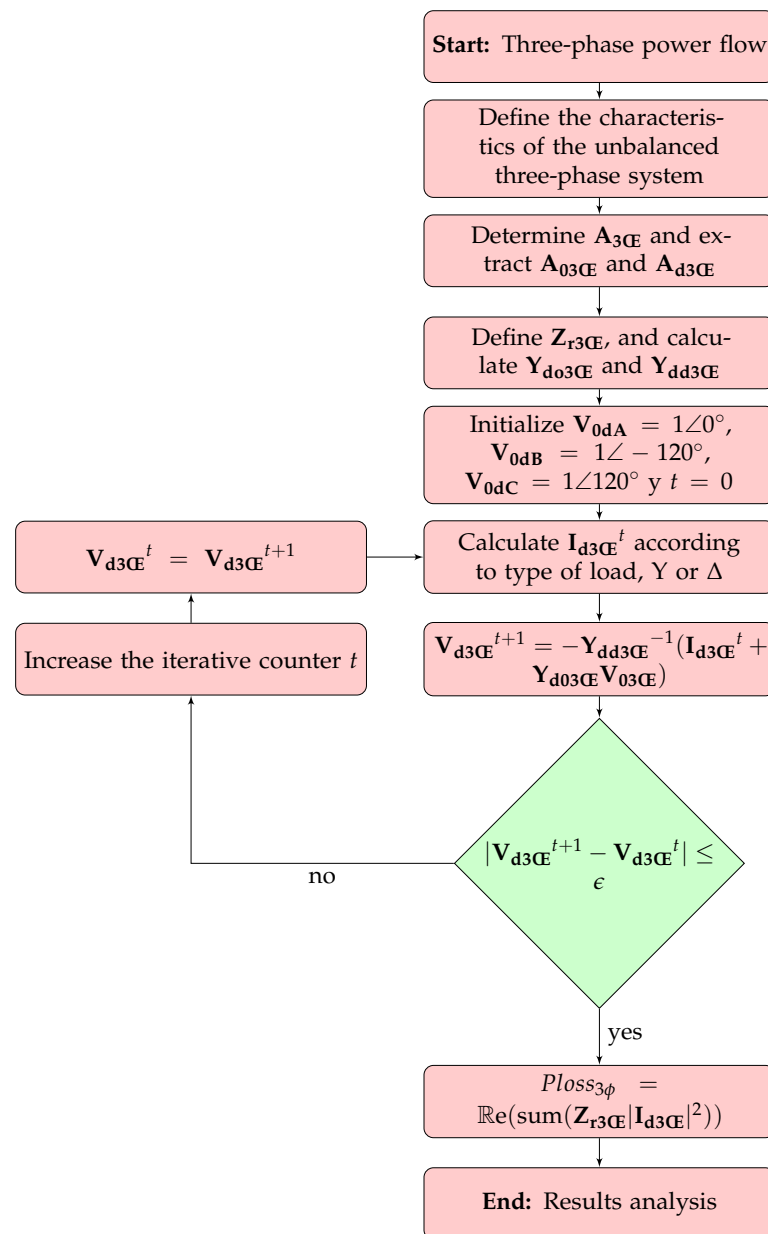 Start: Three-phase power flow
Define the characteris-
tics of the unbalanced
three-phase system
Determine A3Œ and ex-
tract A03Œ and Ad3Œ
Define Zr3Œ, and calcu-
late Ydo3Œ and Ydd3Œ
Initialize V0dA = 1∠0°,
V0dB = 1∠ − 120°,
V0dC = 1∠120° y t = 0
Calculate Id3Œ^t according
to type of load, Y or Δ
Vd3Œ^t = Vd3Œ^t+1
Increase the iterative counter t
Vd3Œ^t+1 = −Ydd3Œ^−1(Id3Œ^t +
Yd03ŒV03Œ)
|Vd3Œ^t+1 − Vd3Œ^t| ≤
ϵ
no
yes
Ploss3ϕ =
ℝe(sum(Zr3Œ|Id3Œ|²))
End: Results analysis